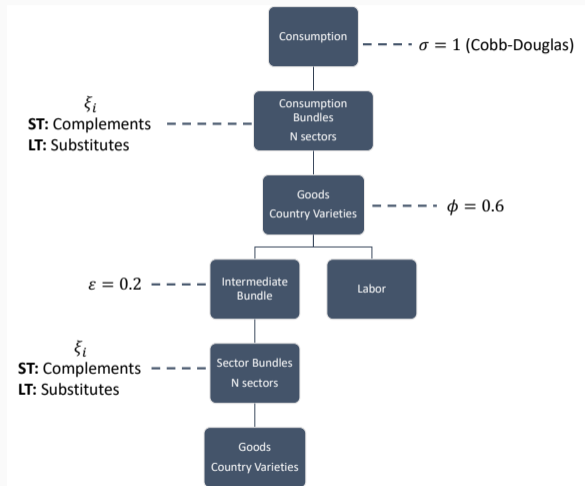 Consumption
σ = 1 (Cobb-Douglas)
ξᵢ
ST: Complements
LT: Substitutes
Consumption
Bundles
N sectors
Goods
Country Varieties
ϕ = 0.6
ε = 0.2
Intermediate
Bundle
Labor
ξᵢ
ST: Complements
LT: Substitutes
Sector Bundles
N sectors
Goods
Country Varieties